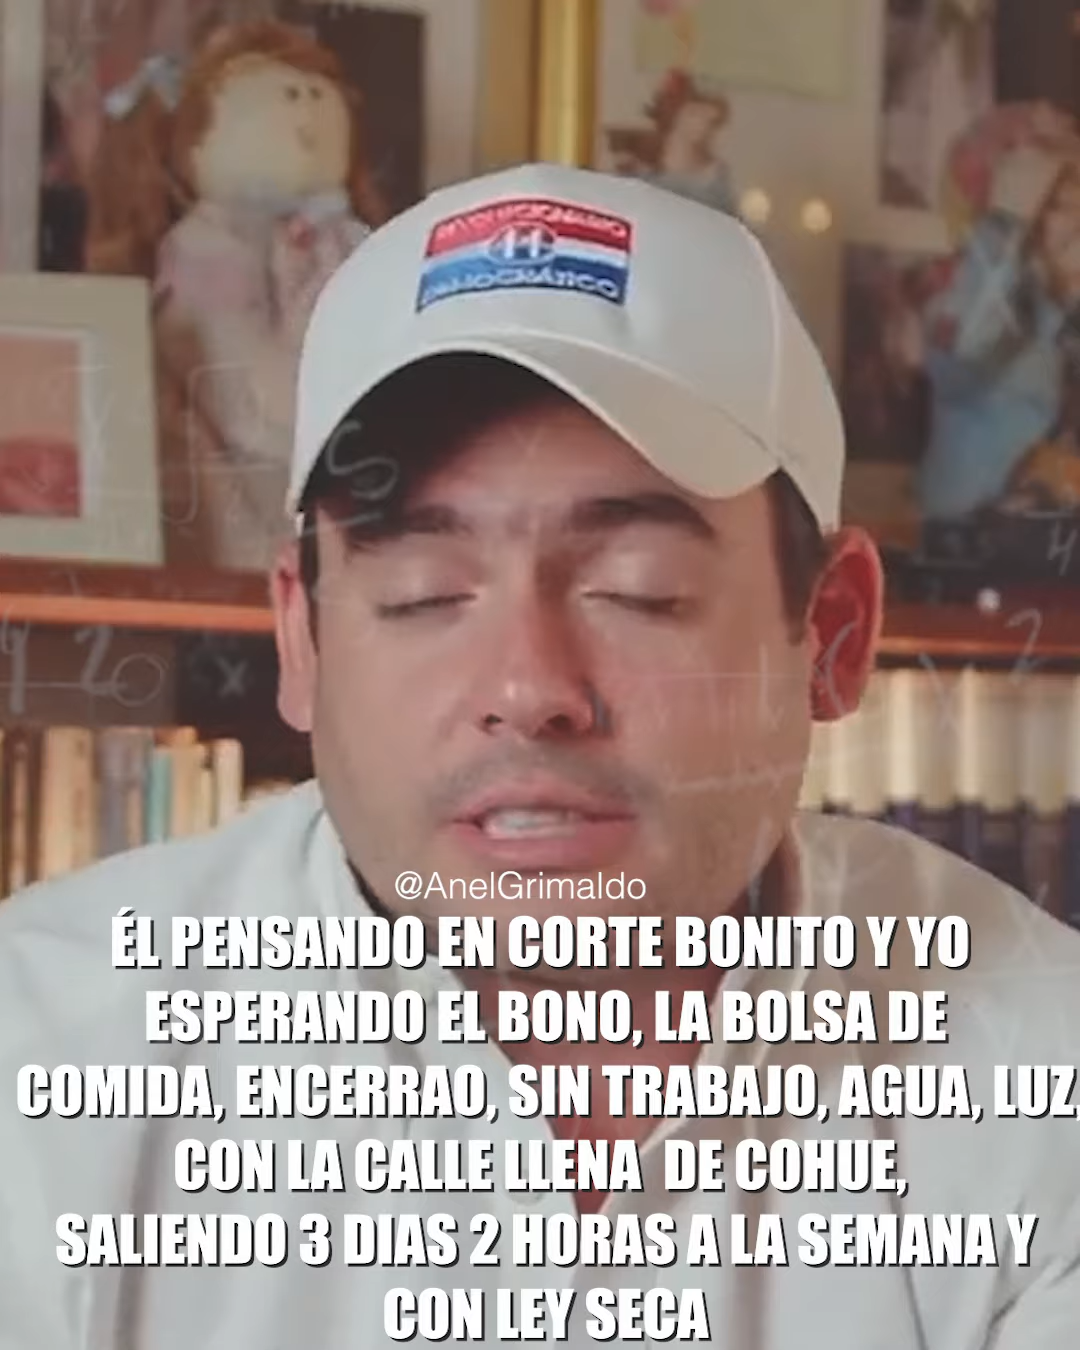 DEMOCRÁTICO
@AnelGrimaldo
ÉL PENSANDO EN CORTE BONITO Y YO
ESPERANDO EL BONO, LA BOLSA DE
COMIDA, ENCERRAO, SIN TRABAJO, AGUA, LUZ,
CON LA CALLE LLENA DE COHUE,
SALIENDO 3 DIAS 2 HORAS A LA SEMANA Y
CON LEY SECA